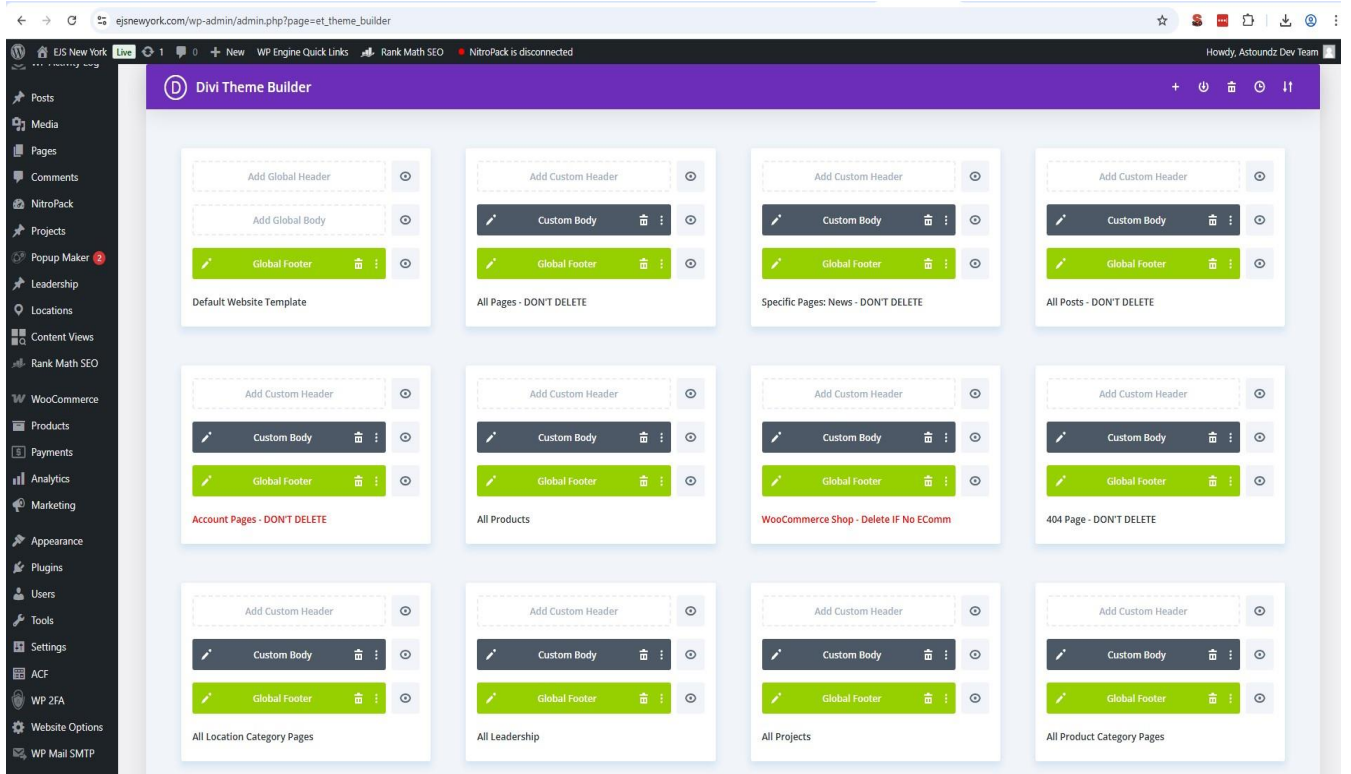 ejsnewyork.com/wp-admin/admin.php?page=et_theme_builder
EJS New York Live 1 0 + New WP Engine Quick Links Rank Math SEO NitroPack is disconnected Howdy, Astoundz Dev Team
WP Activity Log
Posts
Media
Pages
Comments
NitroPack
Projects
Popup Maker 2
Leadership
Locations
Content Views
Rank Math SEO
WooCommerce
Products
Payments
Analytics
Marketing
Appearance
Plugins
Users
Tools
Settings
ACF
WP 2FA
Website Options
WP Mail SMTP
D Divi Theme Builder
Add Global Header
Add Global Body
Global Footer
Default Website Template
Add Custom Header
Custom Body
Global Footer
All Pages - DON'T DELETE
Add Custom Header
Custom Body
Global Footer
Specific Pages: News - DON'T DELETE
Add Custom Header
Custom Body
Global Footer
All Posts - DON'T DELETE
Add Custom Header
Custom Body
Global Footer
Account Pages - DON'T DELETE
Add Custom Header
Custom Body
Global Footer
All Products
Add Custom Header
Custom Body
Global Footer
WooCommerce Shop - Delete IF No EComm
Add Custom Header
Custom Body
Global Footer
404 Page - DON'T DELETE
Add Custom Header
Custom Body
Global Footer
All Location Category Pages
Add Custom Header
Custom Body
Global Footer
All Leadership
Add Custom Header
Custom Body
Global Footer
All Projects
Add Custom Header
Custom Body
Global Footer
All Product Category Pages